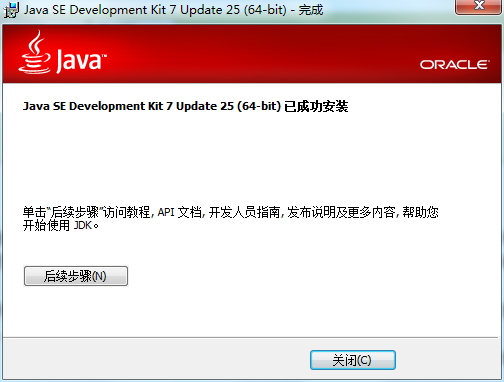 Java SE Development Kit 7 Update 25 (64-bit) - 完成
Java™
ORACLE®
Java SE Development Kit 7 Update 25 (64-bit) 已成功安装
单击“后续步骤”访问教程, API 文档, 开发人员指南, 发布说明及更多内容, 帮助您
开始使用 JDK。
后续步骤(N)
关闭(C)